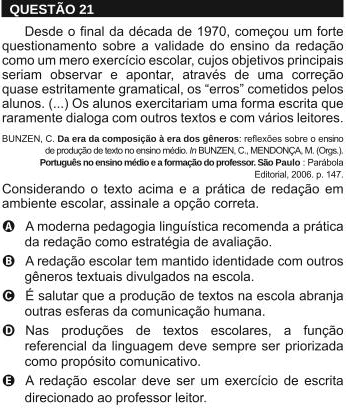 QUESTÃO 21
Desde o final da década de 1970, começou um forte
questionamento sobre a validade do ensino da redação
como um mero exercício escolar, cujos objetivos principais
seriam observar e apontar, através de uma correção
quase estritamente gramatical, os “erros” cometidos pelos
alunos. (...) Os alunos exercitariam uma forma escrita que
raramente dialoga com outros textos e com vários leitores.
BUNZEN, C. Da era da composição à era dos gêneros: reflexões sobre o ensino
de produção de texto no ensino médio. In BUNZEN, C., MENDONÇA, M. (Orgs.).
Português no ensino médio e a formação do professor. São Paulo : Parábola
Editorial, 2006. p. 147.
Considerando o texto acima e a prática de redação em
ambiente escolar, assinale a opção correta.
A A moderna pedagogia linguística recomenda a prática
da redação como estratégia de avaliação.
B A redação escolar tem mantido identidade com outros
gêneros textuais divulgados na escola.
C É salutar que a produção de textos na escola abranja
outras esferas da comunicação humana.
D Nas produções de textos escolares, a função
referencial da linguagem deve sempre ser priorizada
como propósito comunicativo.
E A redação escolar deve ser um exercício de escrita
direcionado ao professor leitor.